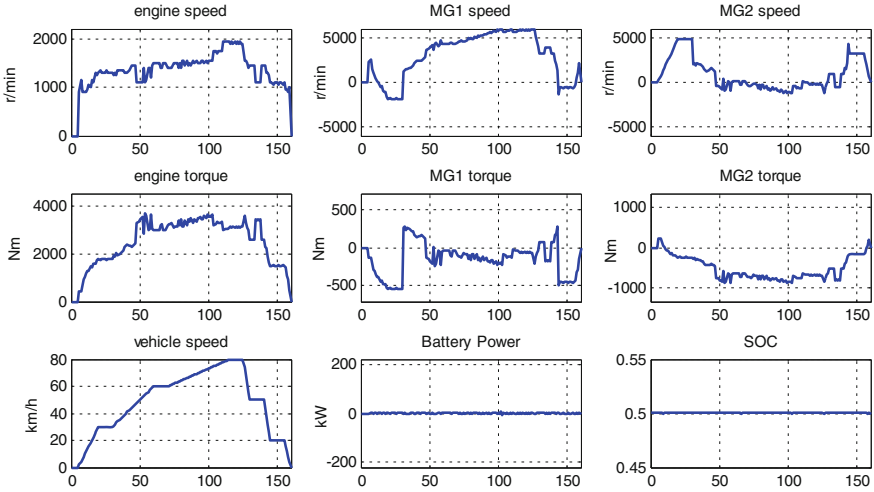 engine speed MG1 speed MG2 speed
r/min
2000
1000
0
0 50 100 150
r/min
5000
0
-5000
0 50 100 150
r/min
5000
0
-5000
0 50 100 150
engine torque MG1 torque MG2 torque
Nm
4000
2000
0
0 50 100 150
Nm
500
0
-500
0 50 100 150
Nm
1000
0
-1000
0 50 100 150
vehicle speed Battery Power SOC
km/h
80
60
40
20
0
0 50 100 150
kW
200
0
-200
0 50 100 150
0.55
0.5
0.45
0 50 100 150